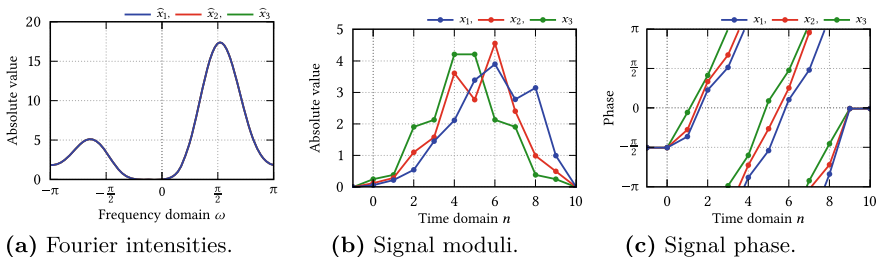 x̂₁, x̂₂, x̂₃
Absolute value
20
15
10
5
0
−π
−π/2
0
π/2
π
Frequency domain ω
(a) Fourier intensities.
x₁, x₂, x₃
Absolute value
5
4
3
2
1
0
0
2
4
6
8
10
Time domain n
(b) Signal moduli.
x₁, x₂, x₃
Phase
π
π/2
0
−π/2
−π
0
2
4
6
8
10
Time domain n
(c) Signal phase.